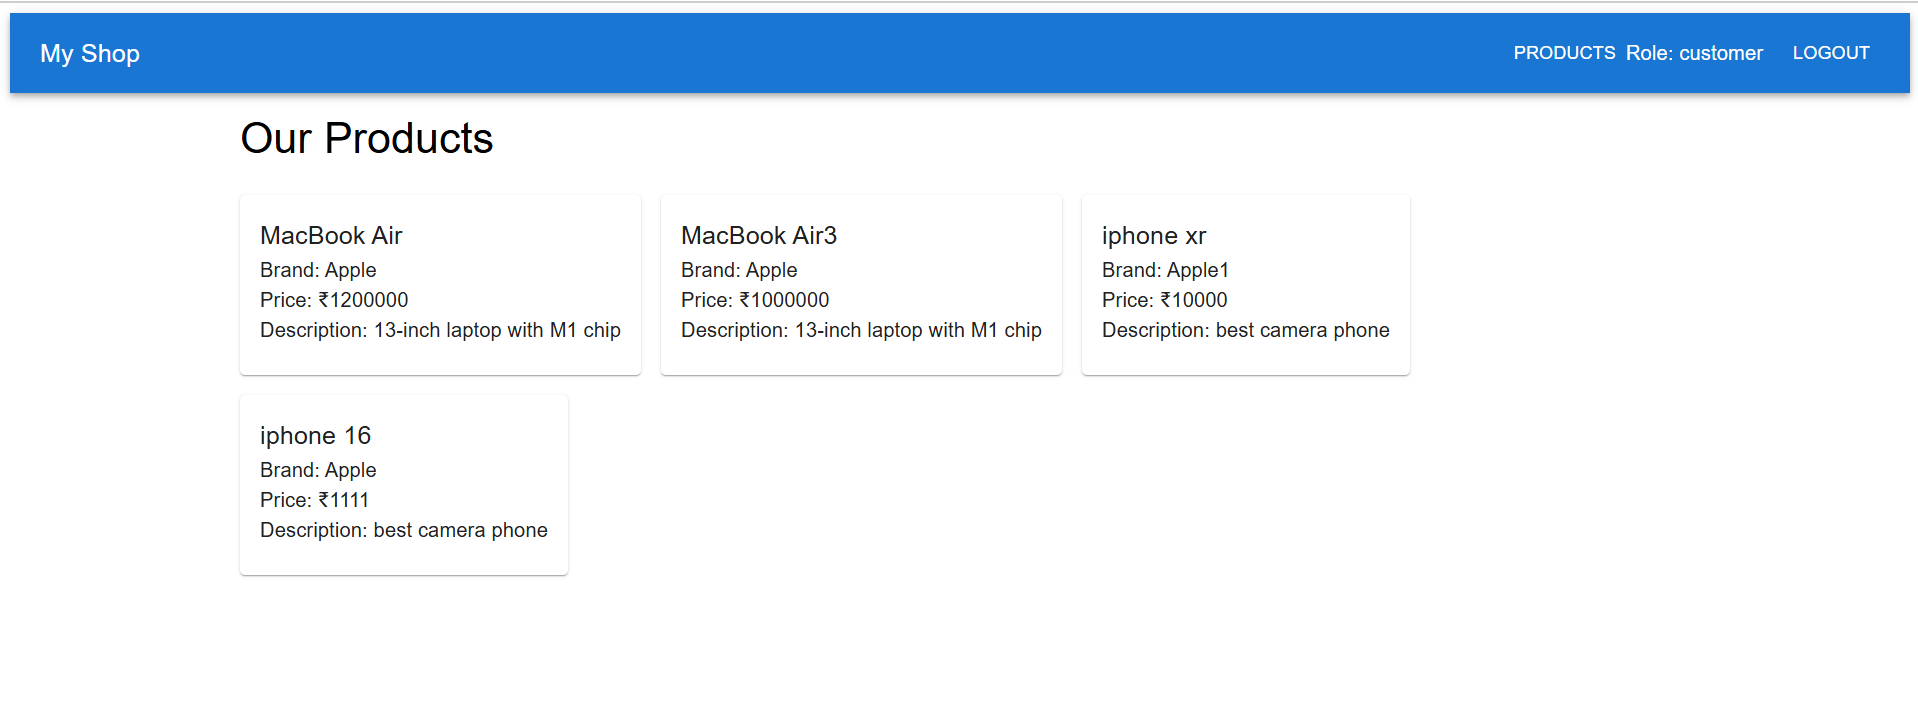 My Shop
PRODUCTS Role: customer LOGOUT
Our Products
MacBook Air
Brand: Apple
Price: ₹1200000
Description: 13-inch laptop with M1 chip
MacBook Air3
Brand: Apple
Price: ₹1000000
Description: 13-inch laptop with M1 chip
iphone xr
Brand: Apple1
Price: ₹10000
Description: best camera phone
iphone 16
Brand: Apple
Price: ₹1111
Description: best camera phone